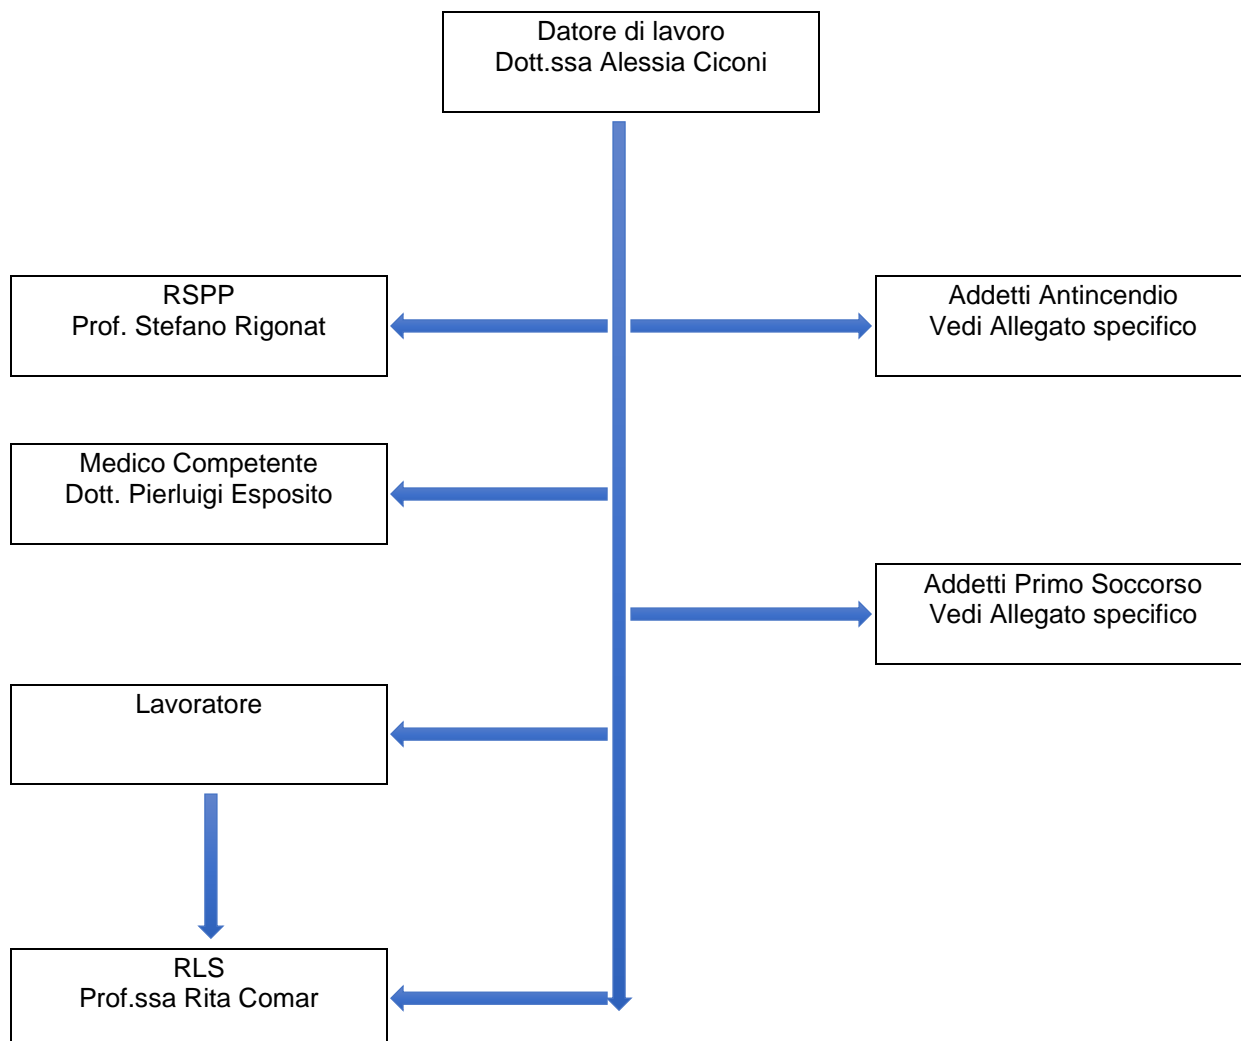 Datore di lavoro
Dott.ssa Alessia Ciconi
RSPP
Prof. Stefano Rigonat
Addetti Antincendio
Vedi Allegato specifico
Medico Competente
Dott. Pierluigi Esposito
Addetti Primo Soccorso
Vedi Allegato specifico
Lavoratore
RLS
Prof.ssa Rita Comar